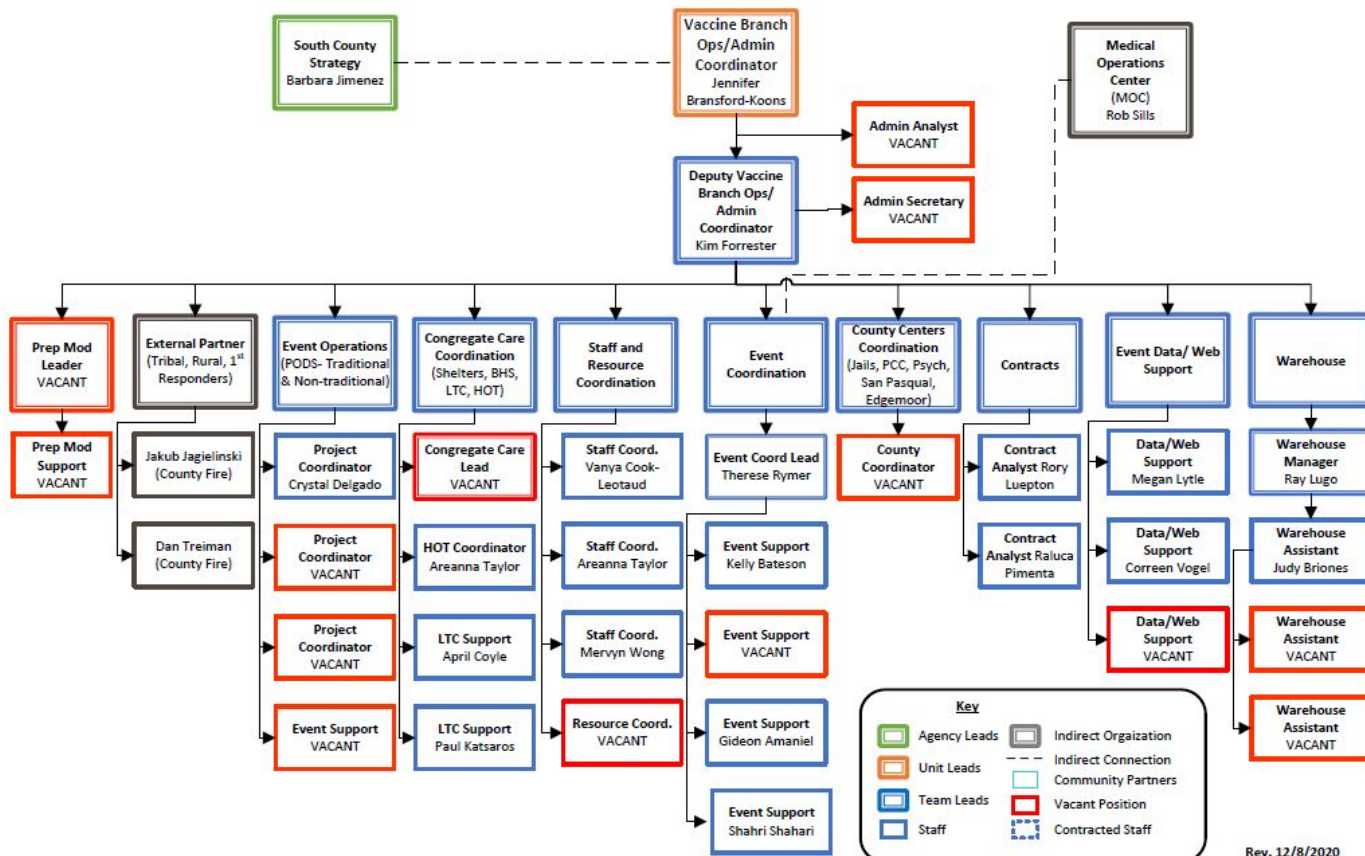 South County
Strategy
Barbara Jimenez
Vaccine Branch
Ops/Admin
Coordinator
Jennifer
Bransford-Koons
Medical
Operations
Center
(MOC)
Rob Sills
Admin Analyst
VACANT
Deputy Vaccine
Branch Ops/
Admin
Coordinator
Kim Forrester
Admin Secretary
VACANT
Prep Mod
Leader
VACANT
External Partner
(Tribal, Rural, 1st
Responders)
Event Operations
(PODS- Traditional
& Non-traditional)
Congregate Care
Coordination
(Shelters, BHS,
LTC, HOT)
Staff and
Resource
Coordination
Event
Coordination
County Centers
Coordination
(Jails, PCC, Psych,
San Pasqual,
Edgemoor)
Contracts
Event Data/ Web
Support
Warehouse
Prep Mod
Support
VACANT
Jakub Jagielinski
(County Fire)
Project
Coordinator
Crystal Delgado
Congregate Care
Lead
VACANT
Staff Coord.
Vanya Cook-
Leotaud
Event Coord Lead
Therese Rymer
County
Coordinator
VACANT
Contract
Analyst Rory
Luepton
Data/Web
Support
Megan Lytle
Warehouse
Manager
Ray Lugo
Dan Treiman
(County Fire)
Project
Coordinator
VACANT
HOT Coordinator
Areanna Taylor
Staff Coord.
Areanna Taylor
Event Support
Kelly Bateson
Contract
Analyst Raluca
Pimenta
Data/Web
Support
Correen Vogel
Warehouse
Assistant
Judy Briones
Project
Coordinator
VACANT
LTC Support
April Coyle
Staff Coord.
Mervyn Wong
Event Support
VACANT
Data/Web
Support
VACANT
Warehouse
Assistant
VACANT
Event Support
VACANT
LTC Support
Paul Katsaros
Resource Coord.
VACANT
Event Support
Gideon Amaniel
Warehouse
Assistant
VACANT
Event Support
Shahri Shahari
Key
Agency Leads
Indirect Orgaization
Indirect Connection
Unit Leads
Community Partners
Team Leads
Vacant Position
Staff
Contracted Staff
Rev. 12/8/2020